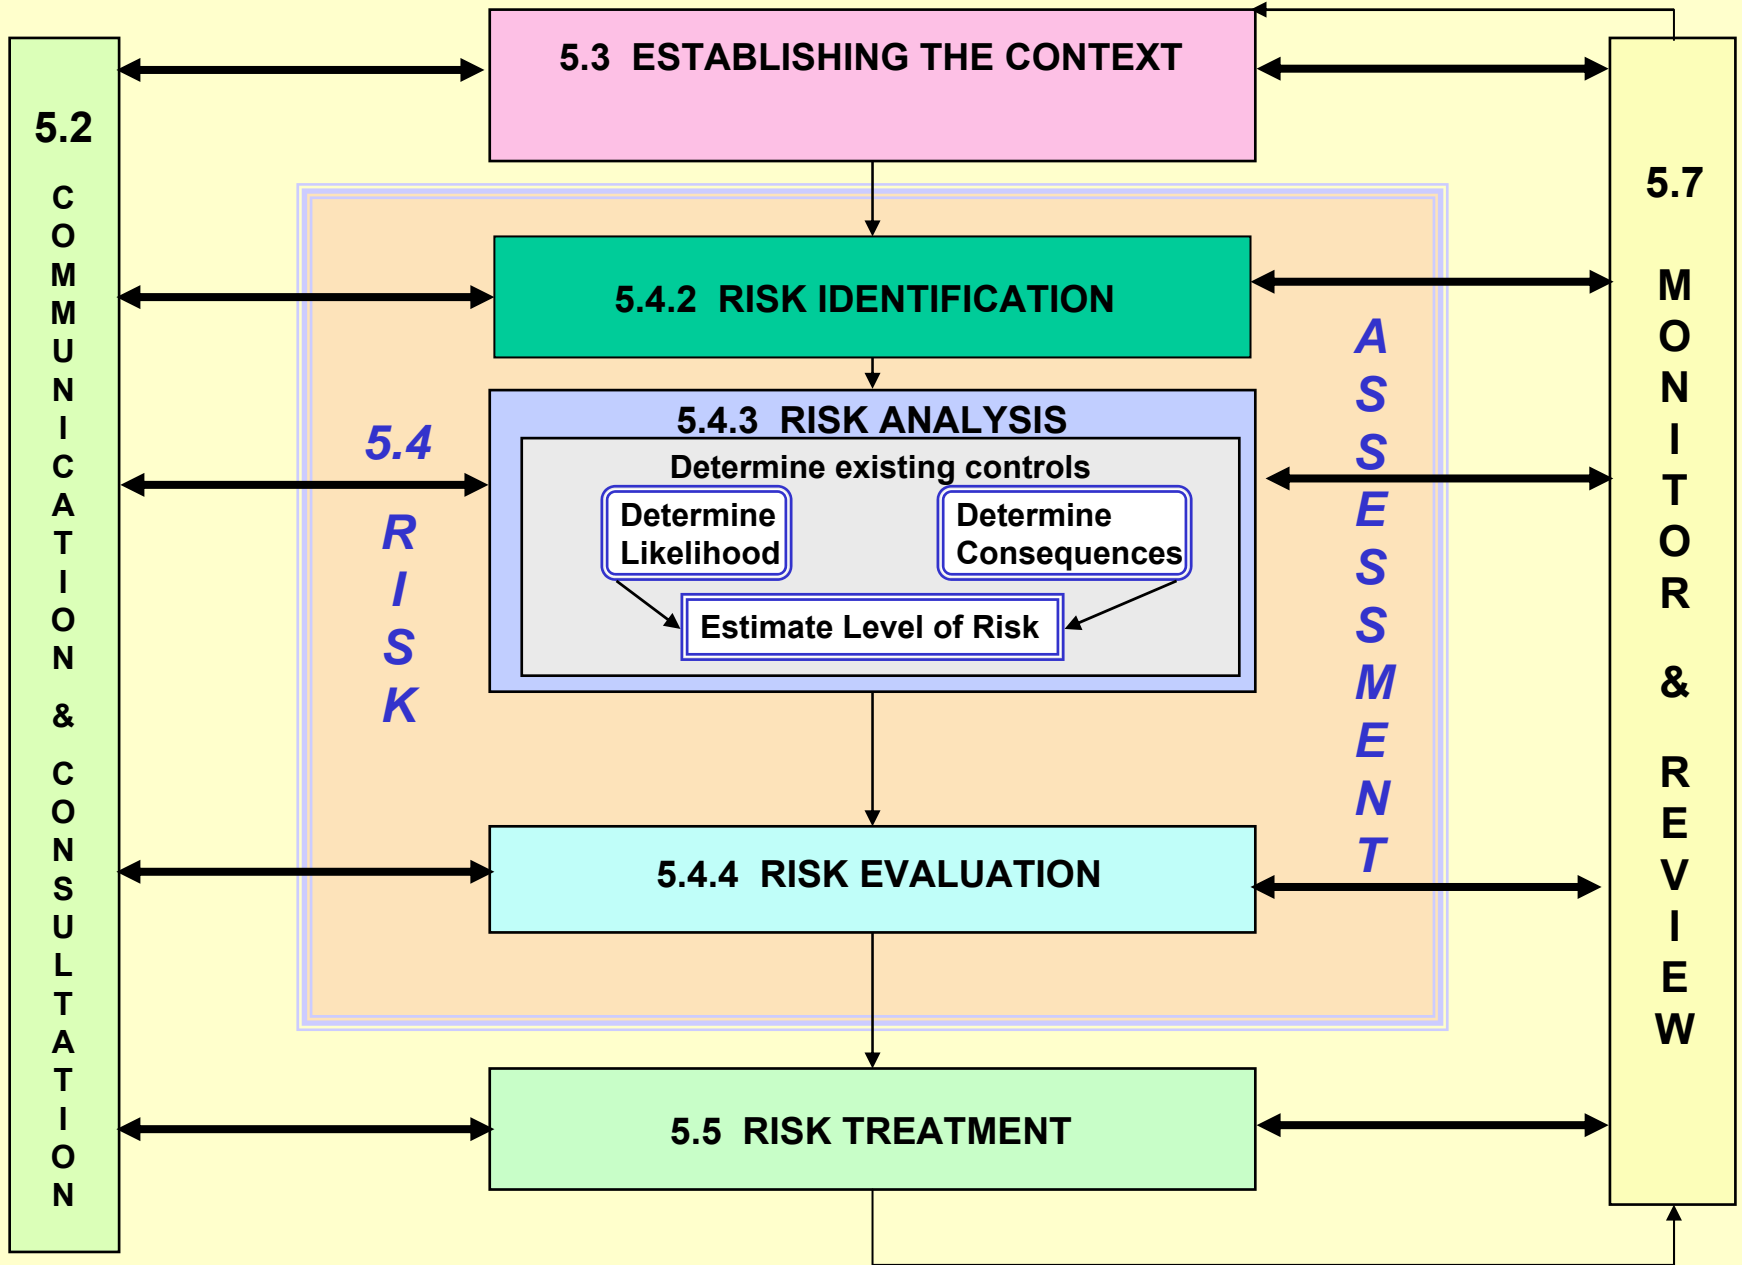 5.3 ESTABLISHING THE CONTEXT
5.2
COMMUNICATION & CONSULTATION
5.4.2 RISK IDENTIFICATION
5.4
RISK
5.4.3 RISK ANALYSIS
Determine existing controls
Determine
Likelihood
Determine
Consequences
Estimate Level of Risk
ASSESSMENT
5.4.4 RISK EVALUATION
5.5 RISK TREATMENT
5.7
MONITOR & REVIEW